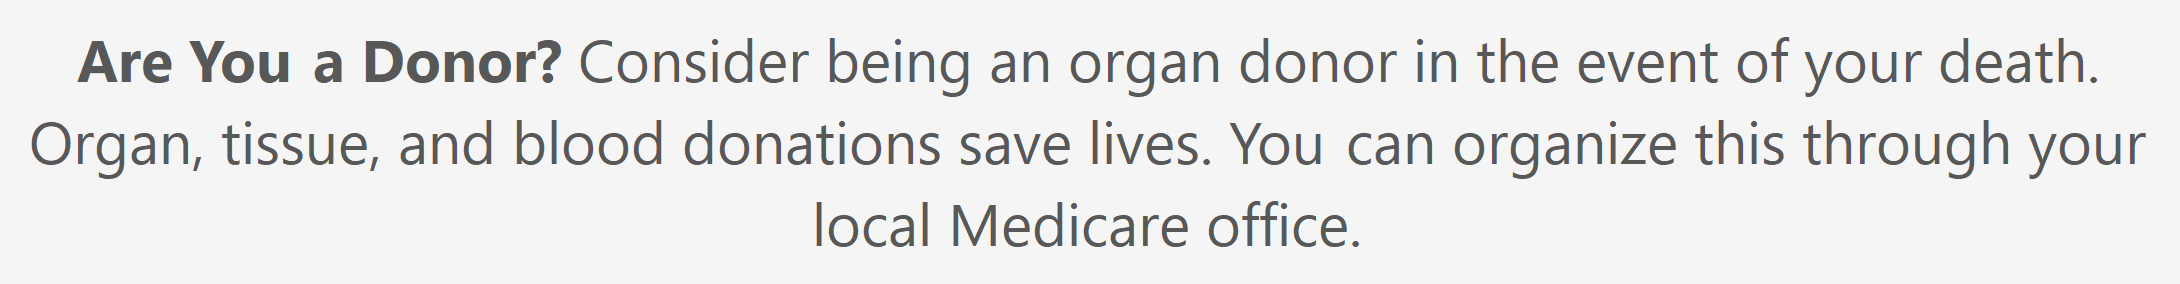 Are You a Donor? Consider being an organ donor in the event of your death.
Organ, tissue, and blood donations save lives. You can organize this through your
local Medicare office.